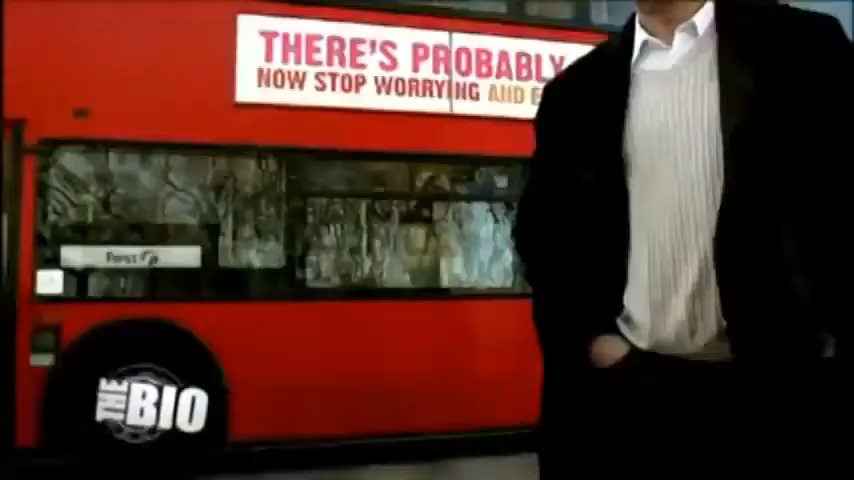 THERE'S PROBABLY
NOW STOP WORRYING AND E
First
THE BIO